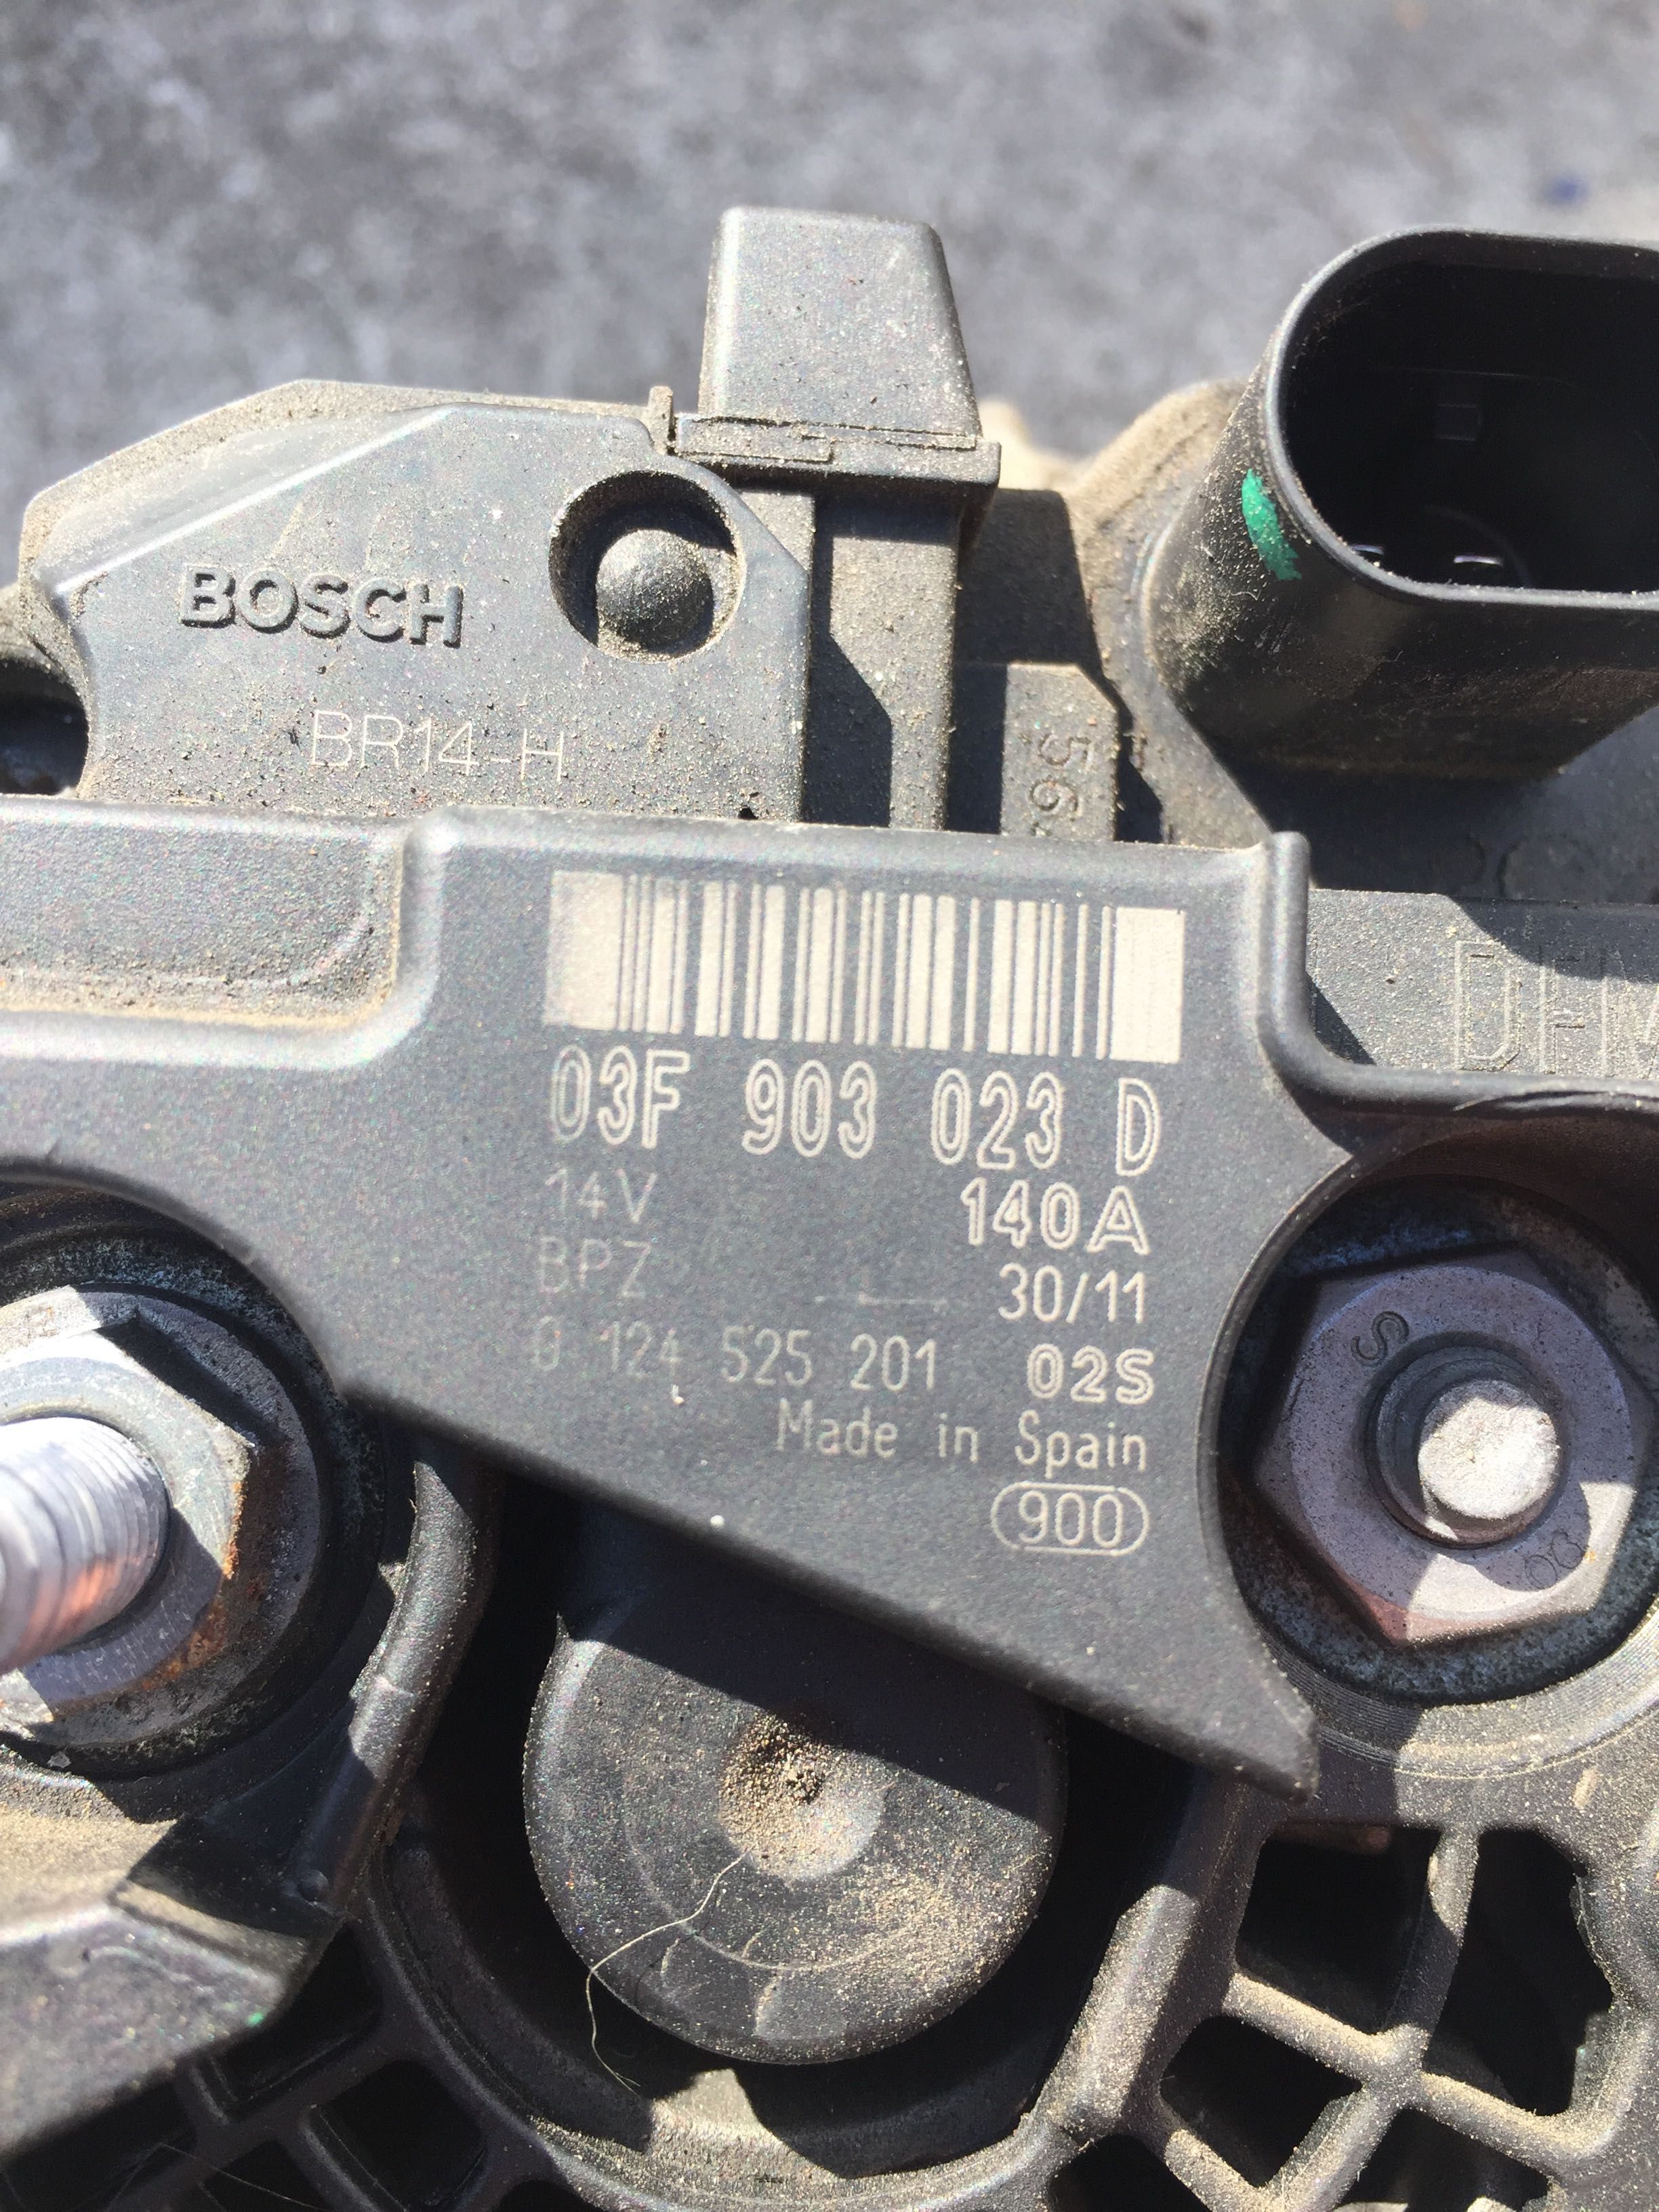 BOSCH
BR14-H
03F 903 023 D
14V 140A
BPZ 30/11
0 124 525 201 02S
Made in Spain
900